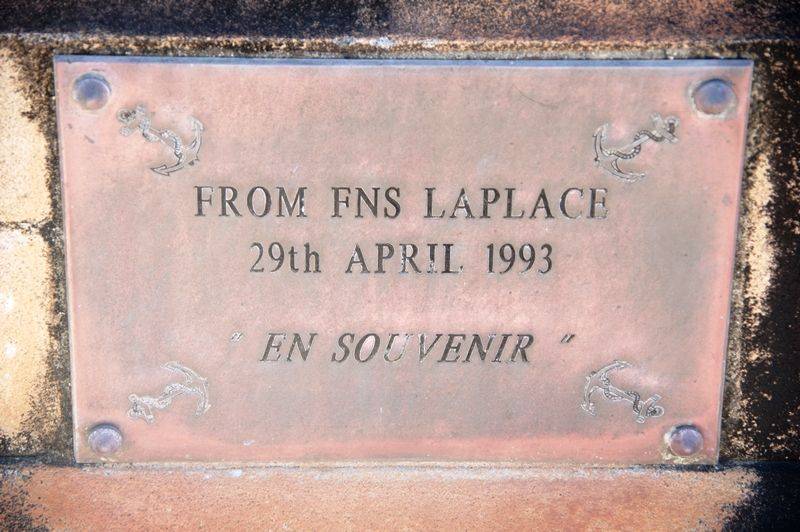 FROM FNS LAPLACE
29th APRIL 1993
" EN SOUVENIR "